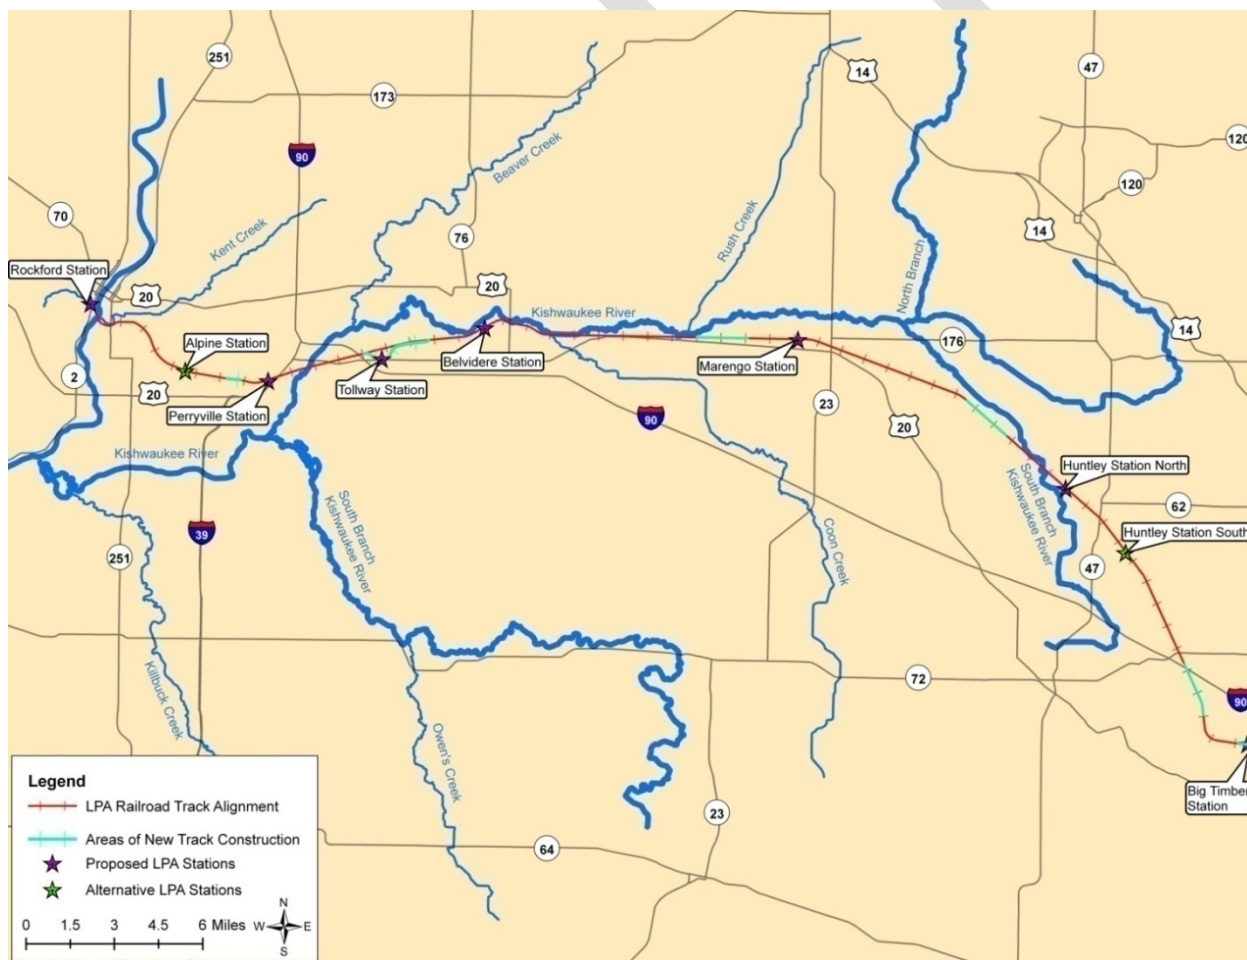 251
47
14
173
120
90
Beaver Creek
120
70
Rush Creek
Kent Creek
14
76
North Branch
Rockford Station
20
20
Kishwaukee River
14
Alpine Station
176
Belvidere Station
Marengo Station
2
20
Tollway Station
Perryville Station
23
90
20
Kishwaukee River
Huntley Station North
South Branch
Kishwaukee River
South Branch
Kishwaukee River
62
39
Huntley Station South
251
Coon Creek
47
72
Killbuck Creek
90
Owen's Creek
Legend
LPA Railroad Track Alignment
Areas of New Track Construction
Proposed LPA Stations
Alternative LPA Stations
0 1.5 3 4.5 6 Miles
N
W E
S
Big Timber
Station
23
64